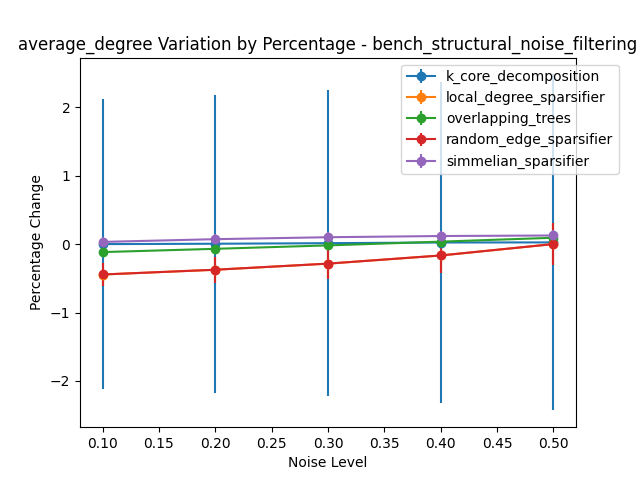 average_degree Variation by Percentage - bench_structural_noise_filtering
k_core_decomposition
local_degree_sparsifier
overlapping_trees
random_edge_sparsifier
simmelian_sparsifier
Percentage Change
2
1
0
−1
−2
0.10 0.15 0.20 0.25 0.30 0.35 0.40 0.45 0.50
Noise Level